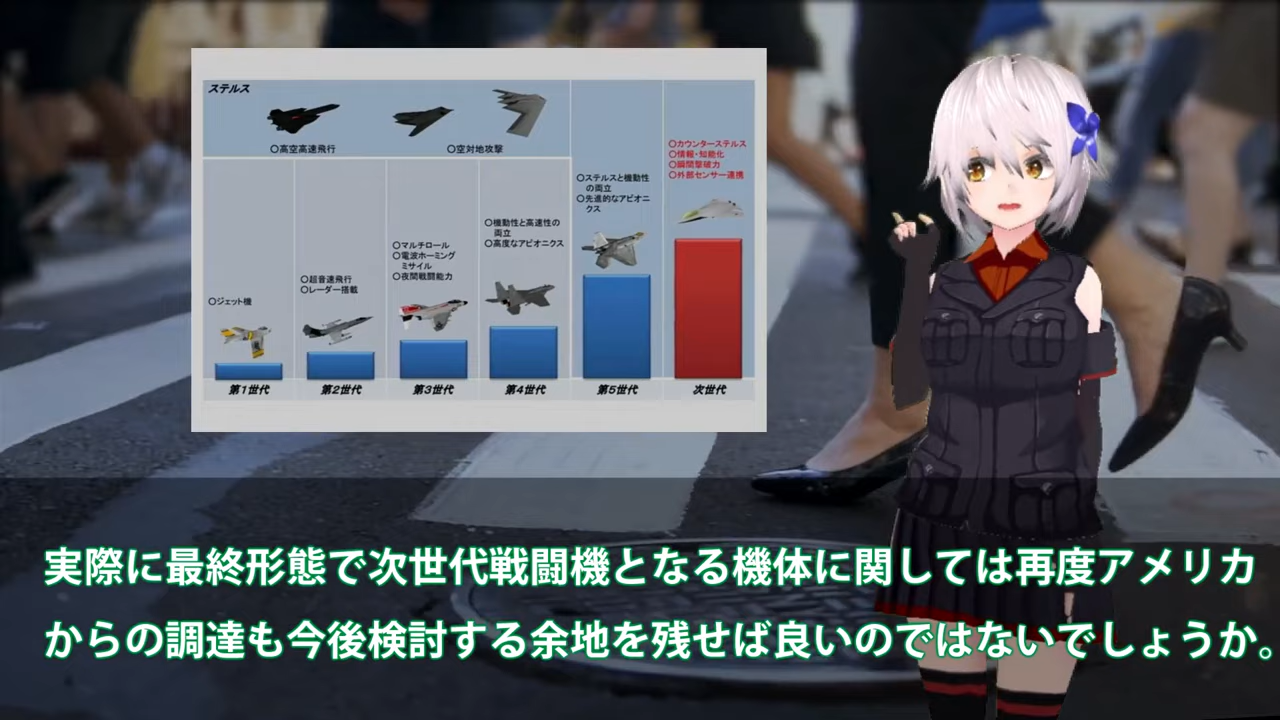 ステルス
○高空高速飛行
○空対地攻撃
○ジェット機
○超音速飛行
○レーダー搭載
○マルチロール
○電波ホーミング
ミサイル
○夜間戦闘能力
○機動性と高速性の
両立
○高度なアビオニクス
○ステルスと機動性
の両立
○先進的なアビオニ
クス
○カウンターステルス
○情報・知能化
○瞬間撃破力
○外部センサー連携
第1世代
第2世代
第3世代
第4世代
第5世代
次世代
実際に最終形態で次世代戦闘機となる機体に関しては再度アメリカ
からの調達も今後検討する余地を残せば良いのではないでしょうか。